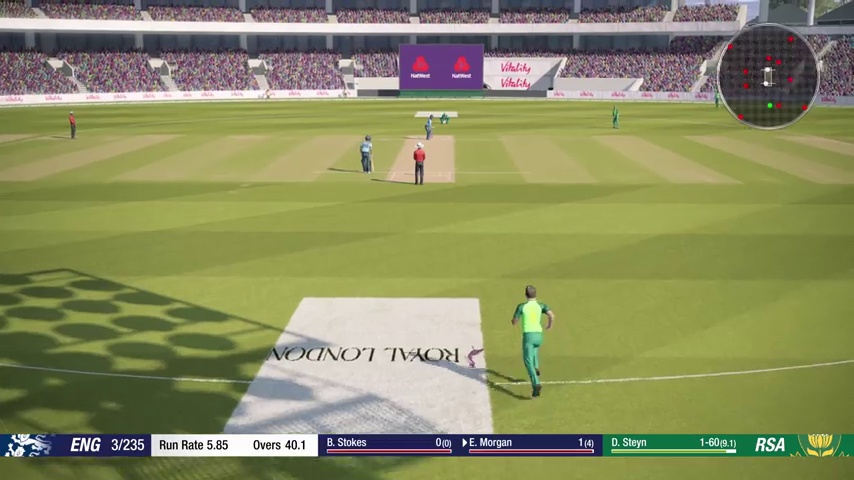 NatWest NatWest
Vitality
Vitality
ROYAL LONDON
ENG 3/235 Run Rate 5.85 Overs 40.1 B. Stokes 0(0) E. Morgan 1(4) D. Steyn 1-60(9.1) RSA